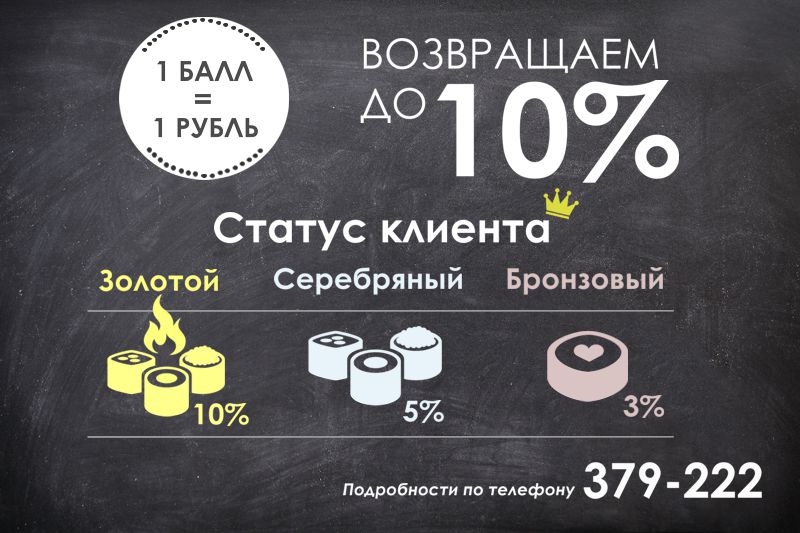 1 БАЛЛ
=
1 РУБЛЬ
ВОЗВРАЩАЕМ
ДО 10%
Статус клиента
Золотой Серебряный Бронзовый
10% 5% 3%
Подробности по телефону 379-222